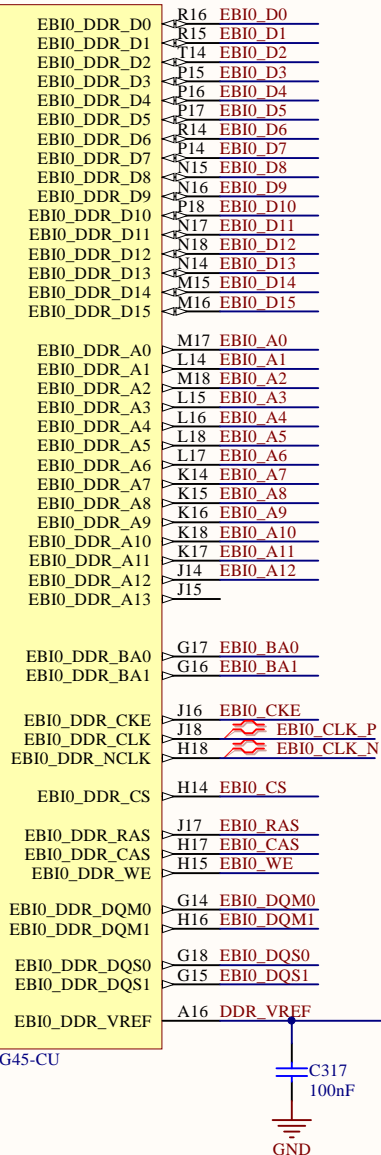 EBI0_DDR_D0 R16 EBI0_D0
EBI0_DDR_D1 R15 EBI0_D1
EBI0_DDR_D2 T14 EBI0_D2
EBI0_DDR_D3 P15 EBI0_D3
EBI0_DDR_D4 P16 EBI0_D4
EBI0_DDR_D5 P17 EBI0_D5
EBI0_DDR_D6 R14 EBI0_D6
EBI0_DDR_D7 P14 EBI0_D7
EBI0_DDR_D8 N15 EBI0_D8
EBI0_DDR_D9 N16 EBI0_D9
EBI0_DDR_D10 P18 EBI0_D10
EBI0_DDR_D11 N17 EBI0_D11
EBI0_DDR_D12 N18 EBI0_D12
EBI0_DDR_D13 N14 EBI0_D13
EBI0_DDR_D14 M15 EBI0_D14
EBI0_DDR_D15 M16 EBI0_D15
EBI0_DDR_A0 M17 EBI0_A0
EBI0_DDR_A1 L14 EBI0_A1
EBI0_DDR_A2 M18 EBI0_A2
EBI0_DDR_A3 L15 EBI0_A3
EBI0_DDR_A4 L16 EBI0_A4
EBI0_DDR_A5 L18 EBI0_A5
EBI0_DDR_A6 L17 EBI0_A6
EBI0_DDR_A7 K14 EBI0_A7
EBI0_DDR_A8 K15 EBI0_A8
EBI0_DDR_A9 K16 EBI0_A9
EBI0_DDR_A10 K18 EBI0_A10
EBI0_DDR_A11 K17 EBI0_A11
EBI0_DDR_A12 J14 EBI0_A12
EBI0_DDR_A13 J15
EBI0_DDR_BA0 G17 EBI0_BA0
EBI0_DDR_BA1 G16 EBI0_BA1
EBI0_DDR_CKE J16 EBI0_CKE
EBI0_DDR_CLK J18 EBI0_CLK_P
EBI0_DDR_NCLK H18 EBI0_CLK_N
EBI0_DDR_CS H14 EBI0_CS
EBI0_DDR_RAS J17 EBI0_RAS
EBI0_DDR_CAS H17 EBI0_CAS
EBI0_DDR_WE H15 EBI0_WE
EBI0_DDR_DQM0 G14 EBI0_DQM0
EBI0_DDR_DQM1 H16 EBI0_DQM1
EBI0_DDR_DQS0 G18 EBI0_DQS0
EBI0_DDR_DQS1 G15 EBI0_DQS1
EBI0_DDR_VREF A16 DDR_VREF
G45-CU
C317
100nF
GND